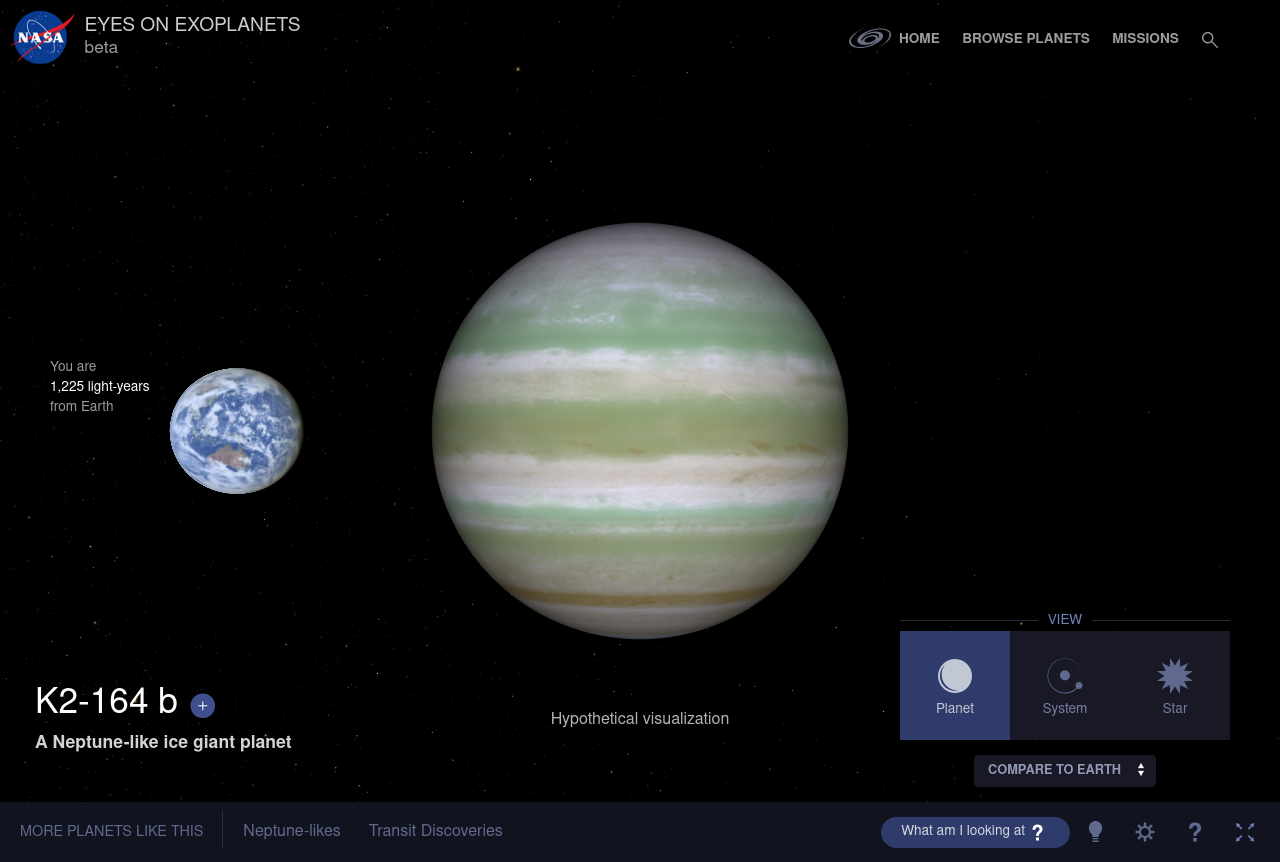 NASA
EYES ON EXOPLANETS
beta
HOME
BROWSE PLANETS
MISSIONS
You are
1,225 light-years
from Earth
VIEW
Planet
System
Star
K2-164 b +
A Neptune-like ice giant planet
Hypothetical visualization
COMPARE TO EARTH
MORE PLANETS LIKE THIS
Neptune-likes
Transit Discoveries
What am I looking at ?
?